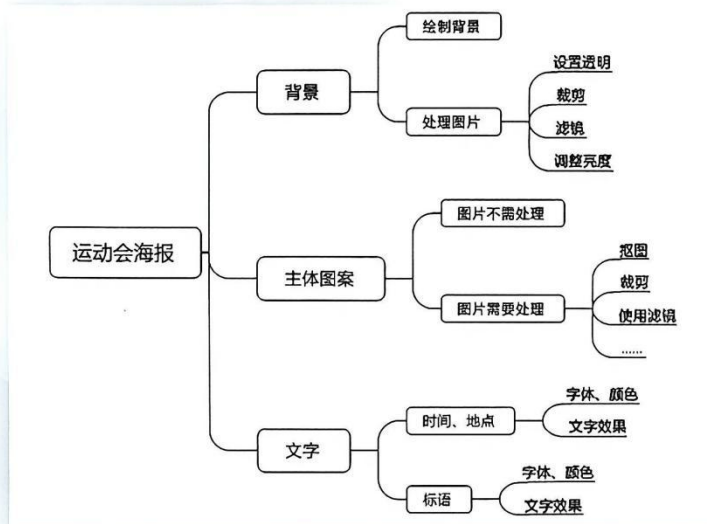 绘制背景
设置透明
背景
裁剪
处理图片
滤镜
调整亮度
图片不需处理
运动会海报
抠图
主体图案
裁剪
图片需要处理
使用滤镜
......
字体、颜色
时间、地点
文字效果
文字
字体、颜色
标语
文字效果